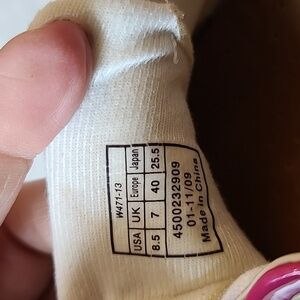 W471-13
USA UK Europe Japan
8.5 7 40 25.5
4500232909
01-11/09
Made in China